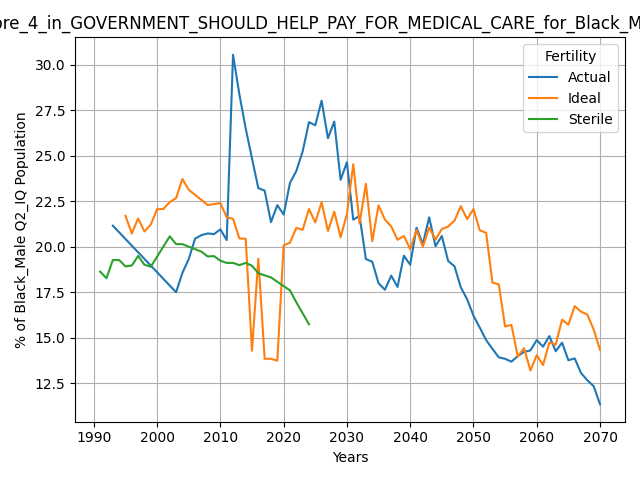 ore_4_in_GOVERNMENT_SHOULD_HELP_PAY_FOR_MEDICAL_CARE_for_Black_M
Fertility
Actual
Ideal
Sterile
% of Black_Male Q2_IQ Population
30.0
27.5
25.0
22.5
20.0
17.5
15.0
12.5
1990 2000 2010 2020 2030 2040 2050 2060 2070
Years